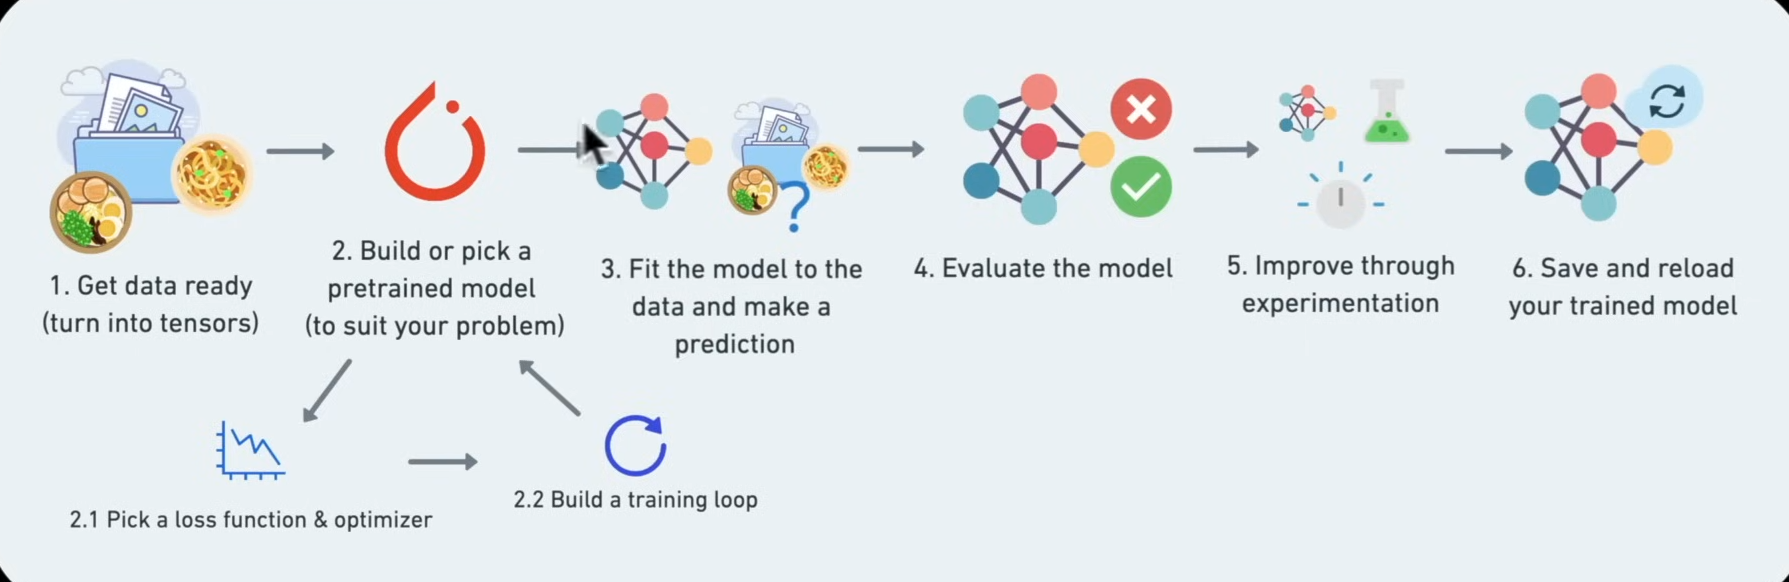 1. Get data ready
(turn into tensors)
2. Build or pick a
pretrained model
(to suit your problem)
3. Fit the model to the
data and make a
prediction
4. Evaluate the model
5. Improve through
experimentation
6. Save and reload
your trained model
2.1 Pick a loss function & optimizer
2.2 Build a training loop